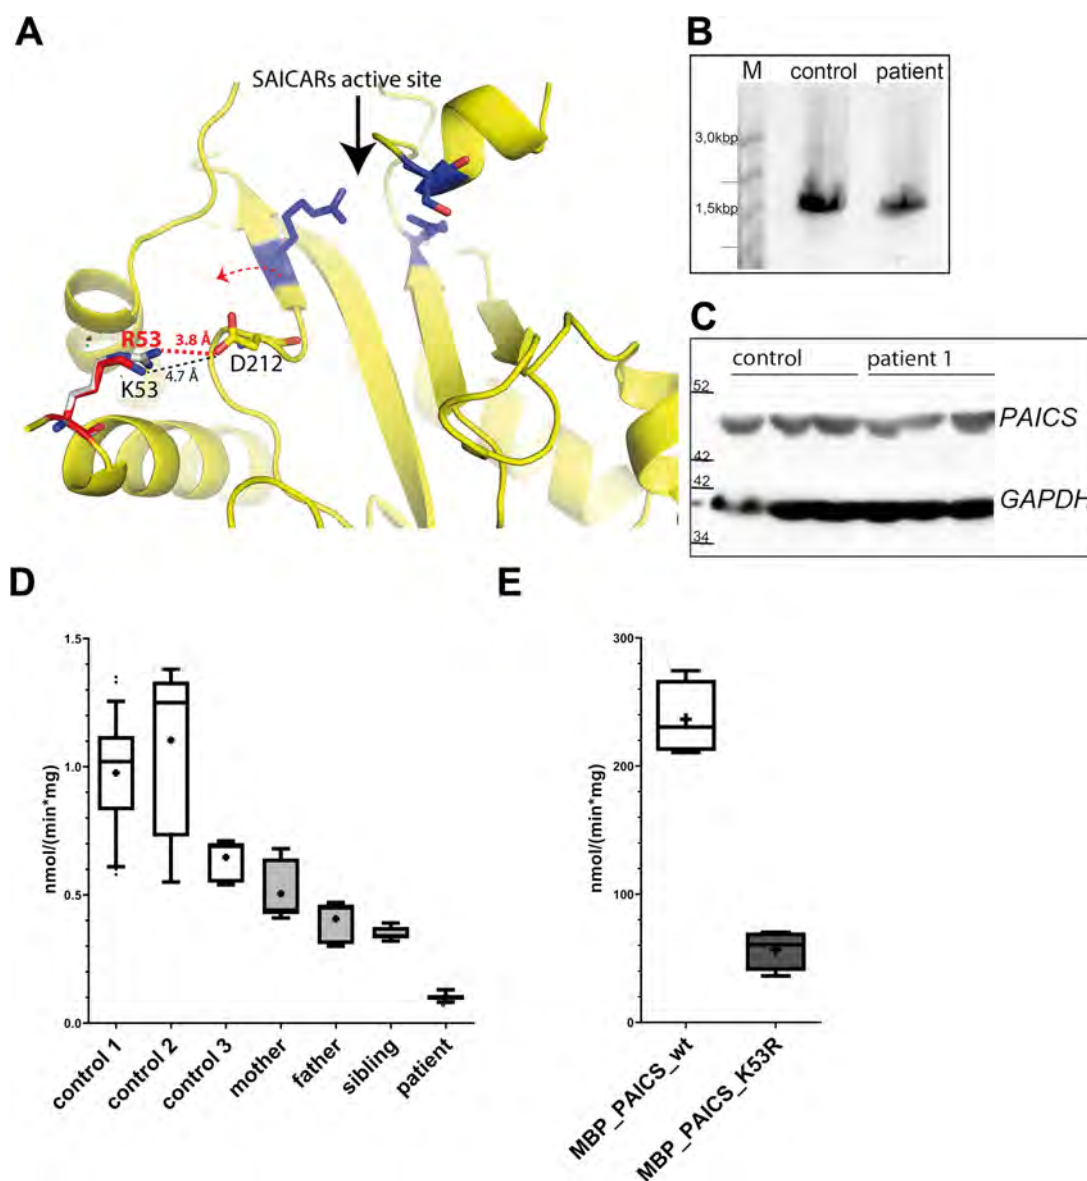 A
SAICARs active site
R53
3.8 Å
K53
4.7 Å
D212
B
M control patient
3,0kbp
1,5kbp
C
control patient 1
52
PAICS
42
42
GAPDH
34
D
nmol/(min*mg)
1.5
1.0
0.5
0.0
control 1
control 2
control 3
mother
father
sibling
patient
E
nmol/(min*mg)
300
200
100
0
MBP_PAICS_wt
MBP_PAICS_K53R